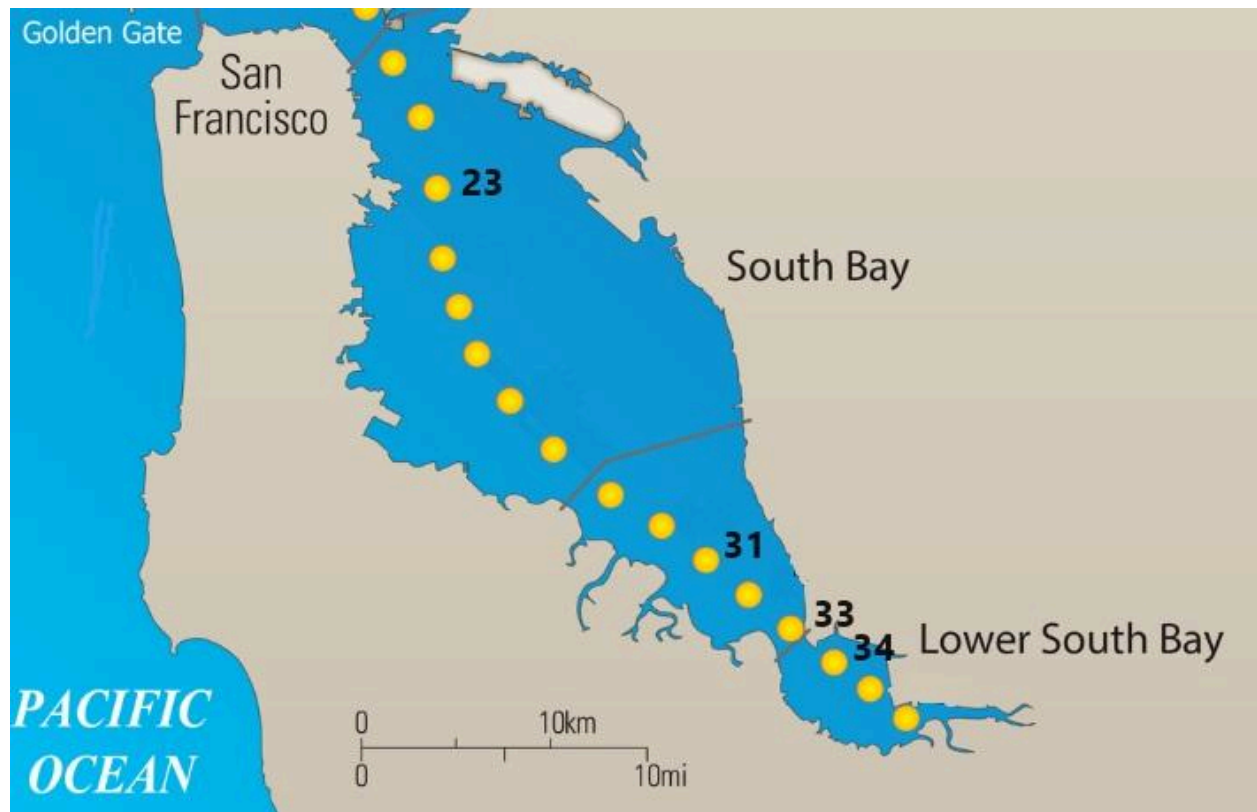 Golden Gate
San
Francisco
23
South Bay
31
33
34
Lower South Bay
PACIFIC
OCEAN
0 10km
0 10mi